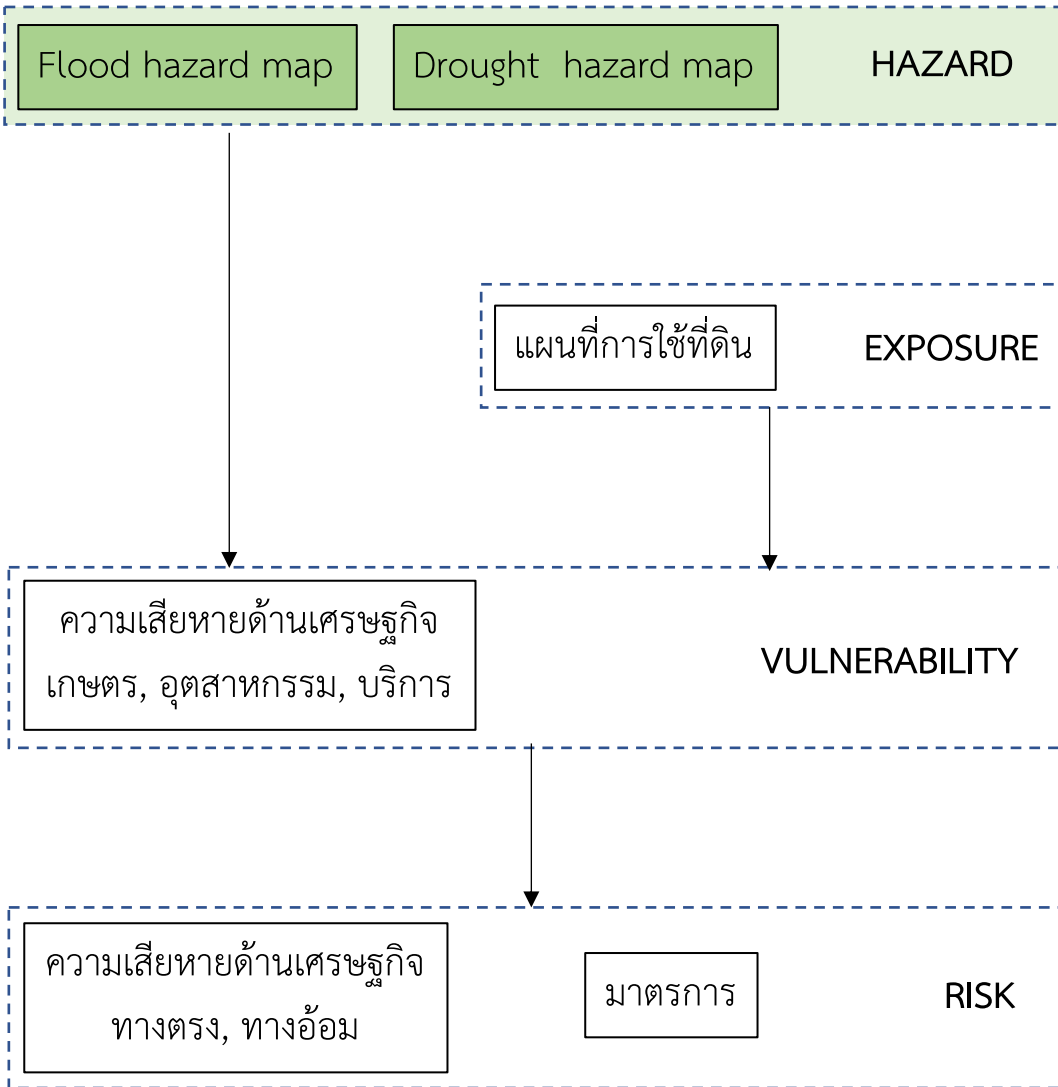 Flood hazard map
Drought hazard map
HAZARD
แผนที่การใช้ที่ดิน
EXPOSURE
ความเสียหายด้านเศรษฐกิจ
เกษตร, อุตสาหกรรม, บริการ
VULNERABILITY
ความเสียหายด้านเศรษฐกิจ
ทางตรง, ทางอ้อม
มาตรการ
RISK